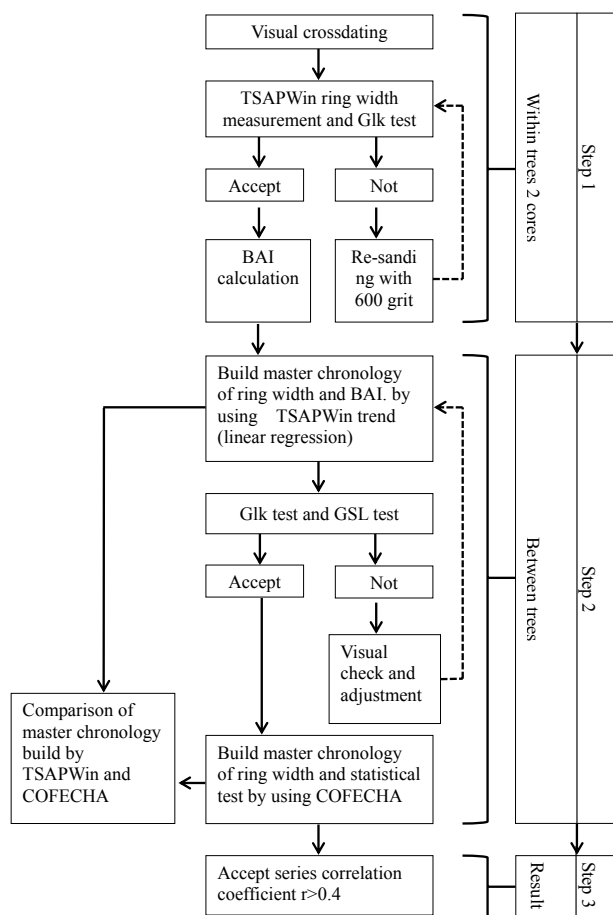 Visual crossdating
TSAPWin ring width
measurement and Glk test
Accept
Not
BAI
calculation
Re-sandi
ng with
600 grit
Within trees 2 cores
Step 1
Build master chronology
of ring width and BAI. by
using TSAPWin trend
(linear regression)
Glk test and GSL test
Accept
Not
Visual
check and
adjustment
Comparison of
master chronology
build by
TSAPWin and
COFECHA
Build master chronology
of ring width and statistical
test by using COFECHA
Between trees
Step 2
Accept series correlation
coefficient r>0.4
Result
Step 3